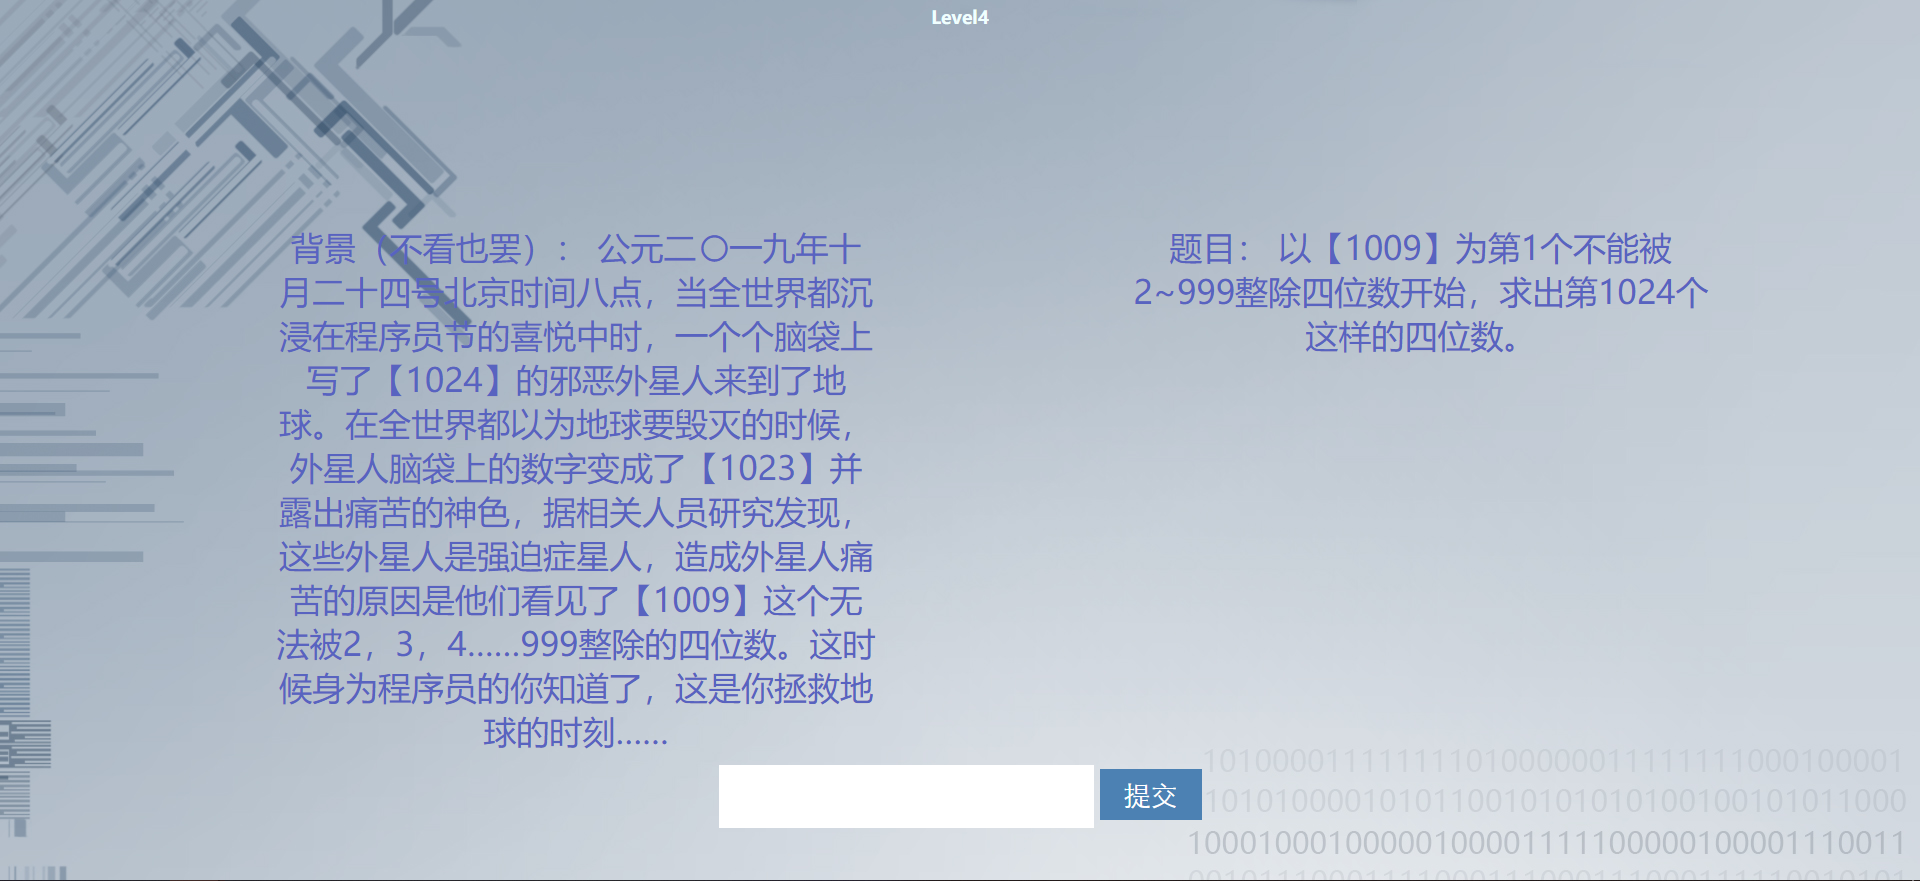 Level4
背景（不看也罢）： 公元二〇一九年十
月二十四号北京时间八点，当全世界都沉
浸在程序员节的喜悦中时，一个个脑袋上
写了【1024】的邪恶外星人来到了地
球。在全世界都以为地球要毁灭的时候，
外星人脑袋上的数字变成了【1023】并
露出痛苦的神色，据相关人员研究发现，
这些外星人是强迫症星人，造成外星人痛
苦的原因是他们看见了【1009】这个无
法被2，3，4......999整除的四位数。这时
候身为程序员的你知道了，这是你拯救地
球的时刻......
题目： 以【1009】为第1个不能被
2~999整除四位数开始，求出第1024个
这样的四位数。
提交